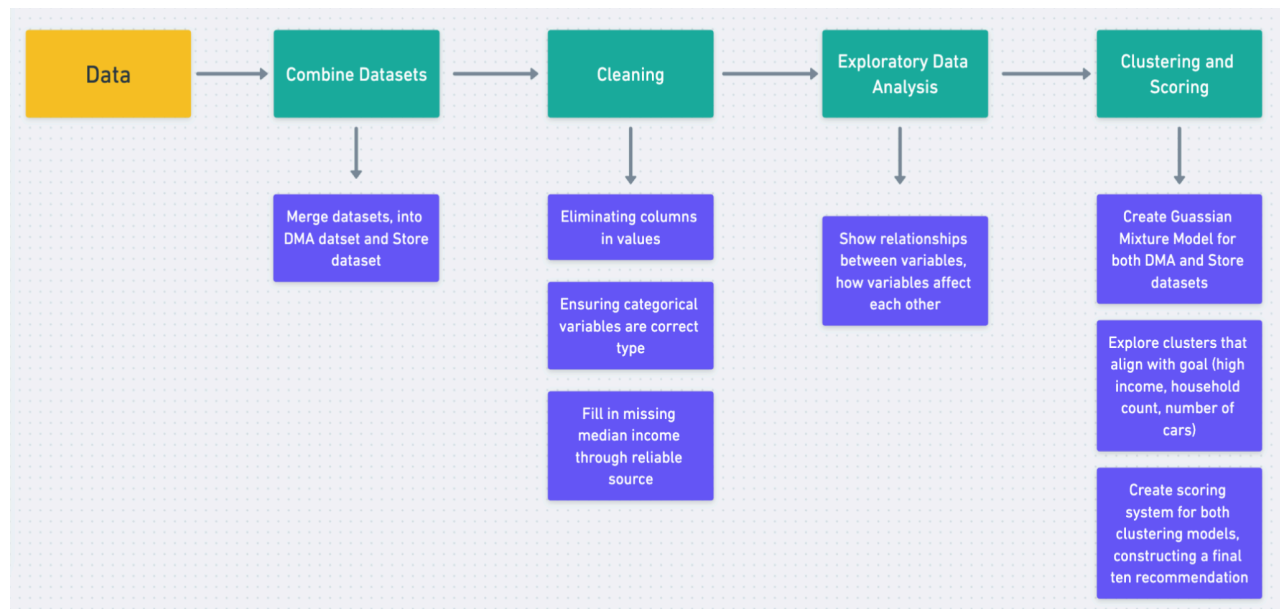 Data
Combine Datasets
Cleaning
Exploratory Data
Analysis
Clustering and
Scoring
Merge datasets, into
DMA datset and Store
dataset
Eliminating columns
in values
Ensuring categorical
variables are correct
type
Fill in missing
median income
through reliable
source
Show relationships
between variables,
how variables affect
each other
Create Guassian
Mixture Model for
both DMA and Store
datasets
Explore clusters that
align with goal (high
income, household
count, number of
cars)
Create scoring
system for both
clustering models,
constructing a final
ten recommendation